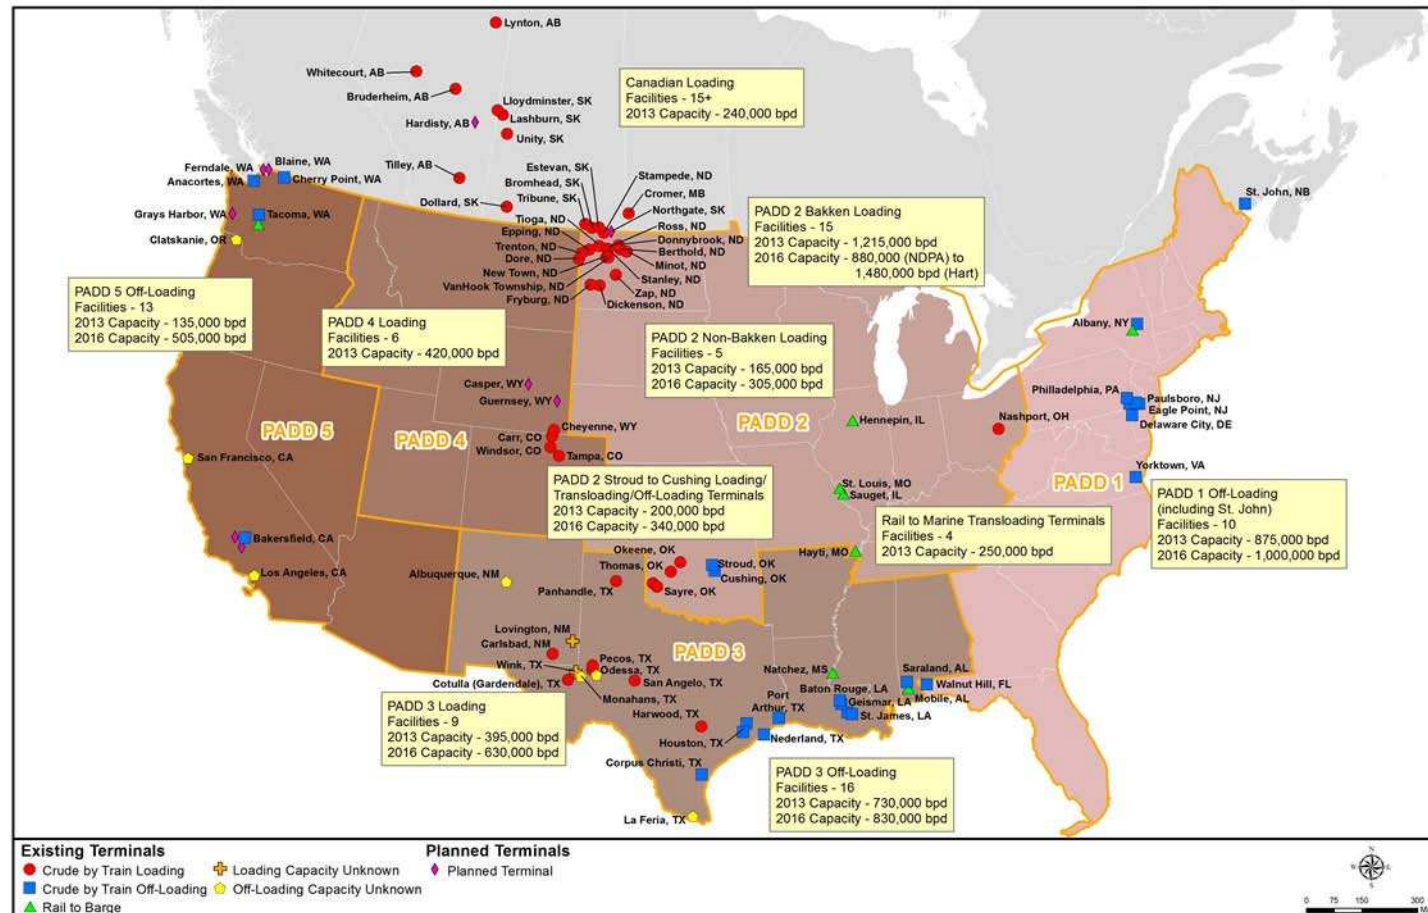 Lynton, AB
Whitecourt, AB
Bruderheim, AB
Lloydminster, SK
Lashburn, SK
Hardisty, AB
Unity, SK
Canadian Loading
Facilities - 15+
2013 Capacity - 240,000 bpd
Tilley, AB
Dollard, SK
Estevan, SK
Bromhead, SK
Tribune, SK
Tioga, ND
Epping, ND
Trenton, ND
Dore, ND
New Town, ND
VanHook Township, ND
Fryburg, ND
Stampede, ND
Cromer, MB
Northgate, SK
Ross, ND
Donnybrook, ND
Berthold, ND
Minot, ND
Stanley, ND
Zap, ND
Dickenson, ND
Blaine, WA
Ferndale, WA
Cherry Point, WA
Anacortes, WA
Grays Harbor, WA
Tacoma, WA
Clatskanie, OR
St. John, NB
PADD 2 Bakken Loading
Facilities - 15
2013 Capacity - 1,215,000 bpd
2016 Capacity - 880,000 (NDPA) to
1,480,000 bpd (Hart)
PADD 5 Off-Loading
Facilities - 13
2013 Capacity - 135,000 bpd
2016 Capacity - 505,000 bpd
PADD 4 Loading
Facilities - 6
2013 Capacity - 420,000 bpd
PADD 2 Non-Bakken Loading
Facilities - 5
2013 Capacity - 165,000 bpd
2016 Capacity - 305,000 bpd
Albany, NY
Philladelphia, PA
Paulsboro, NJ
Eagle Point, NJ
Delaware City, DE
Yorktown, VA
Casper, WY
Guernsey, WY
Cheyenne, WY
Carr, CO
Windsor, CO
Tampa, CO
Hennepin, IL
Nashport, OH
PADD 5
PADD 4
PADD 2
PADD 1
San Francisco, CA
St. Louis, MO
Sauget, IL
PADD 2 Stroud to Cushing Loading/
Transloading/Off-Loading Terminals
2013 Capacity - 200,000 bpd
2016 Capacity - 340,000 bpd
Rail to Marine Transloading Terminals
Facilities - 4
2013 Capacity - 250,000 bpd
PADD 1 Off-Loading
(including St. John)
Facilities - 10
2013 Capacity - 875,000 bpd
2016 Capacity - 1,000,000 bpd
Bakersfield, CA
Los Angeles, CA
Albuquerque, NM
Okeene, OK
Thomas, OK
Stroud, OK
Cushing, OK
Sayre, OK
Panhandle, TX
Hayti, MO
Lovington, NM
Carlsbad, NM
Wink, TX
Cotulla (Gardendale), TX
Pecos, TX
Odessa, TX
San Angelo, TX
Monahans, TX
Harwood, TX
PADD 3
Natchez, MS
Saraland, AL
Walnut Hill, FL
Mobile, AL
Baton Rouge, LA
Geismar, LA
St. James, LA
Port
Arthur, TX
Houston, TX
Nederland, TX
Corpus Christi, TX
La Feria, TX
PADD 3 Loading
Facilities - 9
2013 Capacity - 395,000 bpd
2016 Capacity - 630,000 bpd
PADD 3 Off-Loading
Facilities - 16
2013 Capacity - 730,000 bpd
2016 Capacity - 830,000 bpd
Existing Terminals
Crude by Train Loading
Crude by Train Off-Loading
Rail to Barge
Loading Capacity Unknown
Off-Loading Capacity Unknown
Planned Terminals
Planned Terminal
N
0 75 150 300